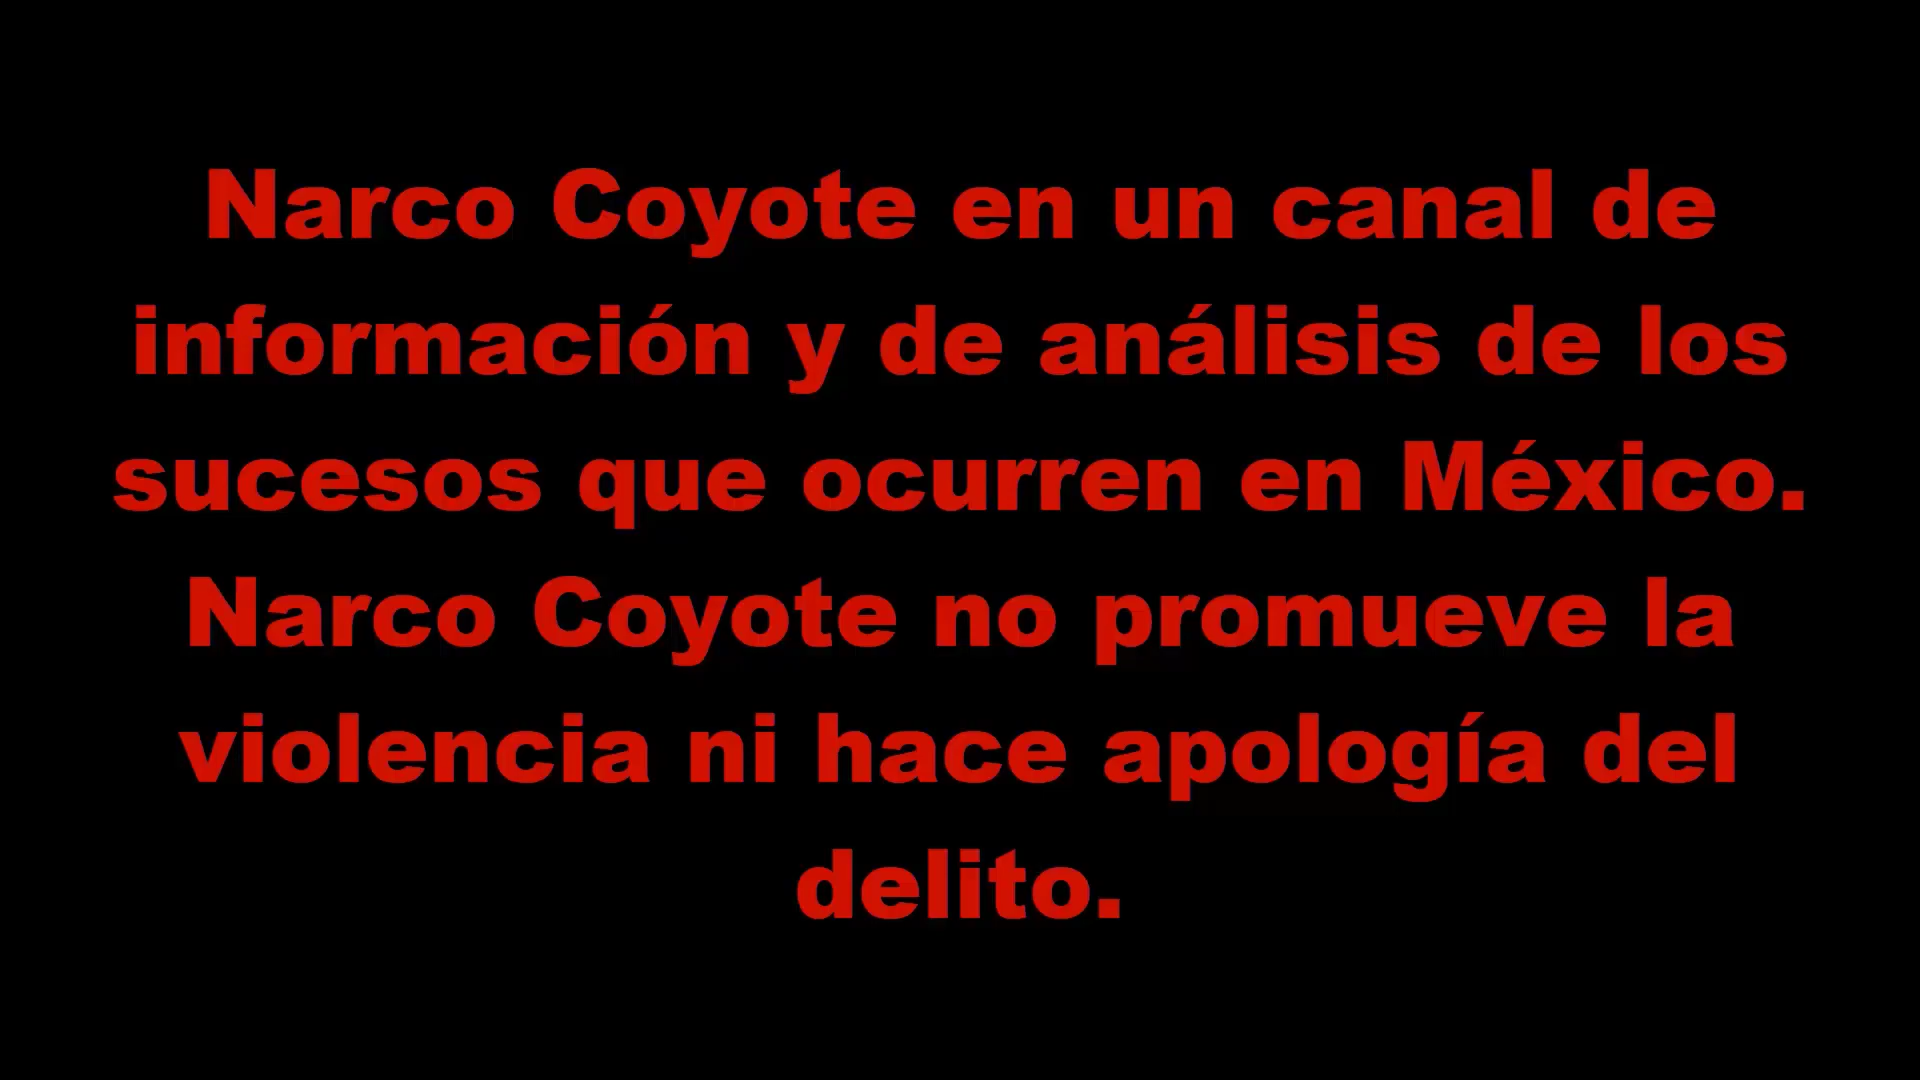 Narco Coyote en un canal de
información y de análisis de los
sucesos que ocurren en México.
Narco Coyote no promueve la
violencia ni hace apología del
delito.